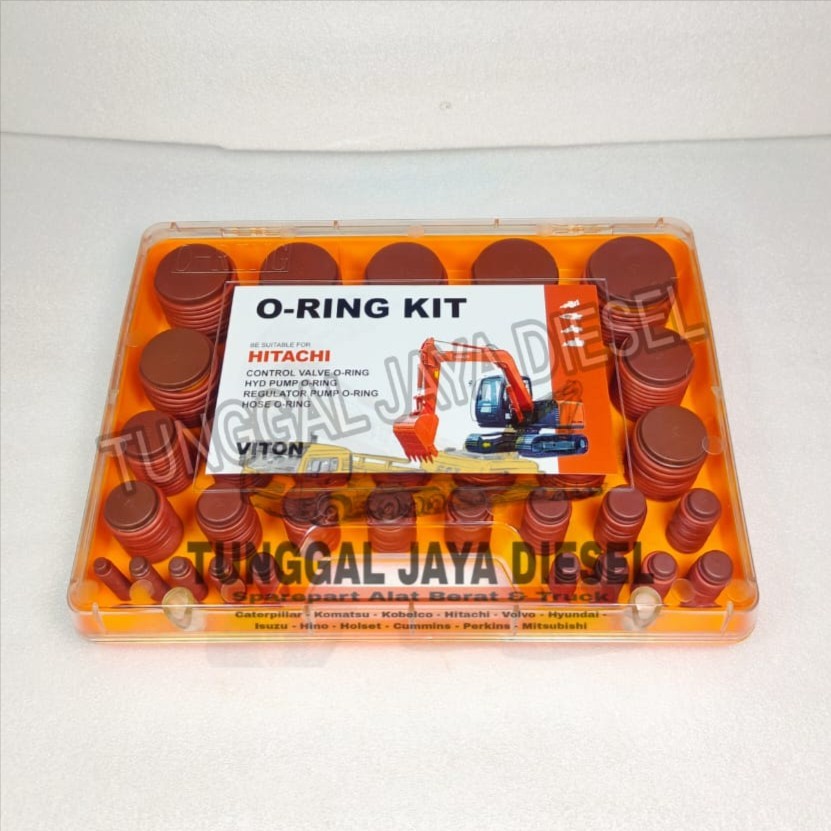 O-RING
O-RING KIT
BE SUITABLE FOR
HITACHI
CONTROL VALVE O-RING
HYD PUMP O-RING
REGULATOR PUMP O-RING
HOSE O-RING
VITON
TUNGGAL JAYA DIESEL
TUNGGAL JAYA DIESEL
Sparepart Alat Berat & Truck
Caterpillar - Komatsu - Kobelco - Hitachi - Volvo - Hyundai -
Isuzu - Hino - Holset - Cummins - Perkins - Mitsubishi